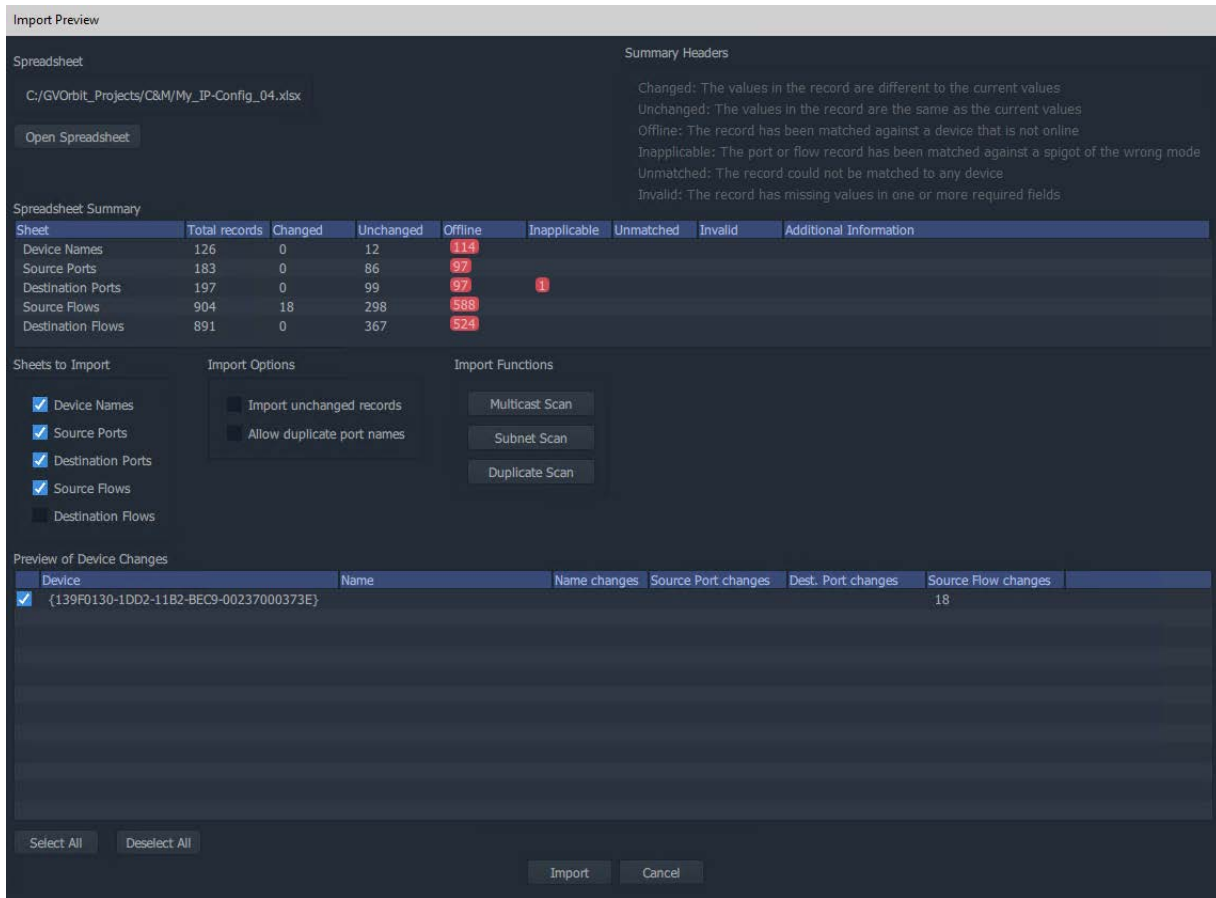 Import Preview
Spreadsheet
C:/GVOrbit_Projects/C&M/My_IP-Config_04.xlsx
Open Spreadsheet
Summary Headers
Changed: The values in the record are different to the current values
Unchanged: The values in the record are the same as the current values
Offline: The record has been matched against a device that is not online
Inapplicable: The port or flow record has been matched against a spigot of the wrong mode
Unmatched: The record could not be matched to any device
Invalid: The record has missing values in one or more required fields
Spreadsheet Summary
Sheet Total records Changed Unchanged Offline Inapplicable Unmatched Invalid Additional Information
Device Names 126 0 12 114
Source Ports 183 0 86 97
Destination Ports 197 0 99 97 1
Source Flows 904 18 298 588
Destination Flows 891 0 367 524
Sheets to Import
Device Names
Source Ports
Destination Ports
Source Flows
Destination Flows
Import Options
Import unchanged records
Allow duplicate port names
Import Functions
Multicast Scan
Subnet Scan
Duplicate Scan
Preview of Device Changes
Device Name Name changes Source Port changes Dest. Port changes Source Flow changes
{139F0130-1DD2-11B2-BEC9-00237000373E} 18
Select All Deselect All
Import Cancel